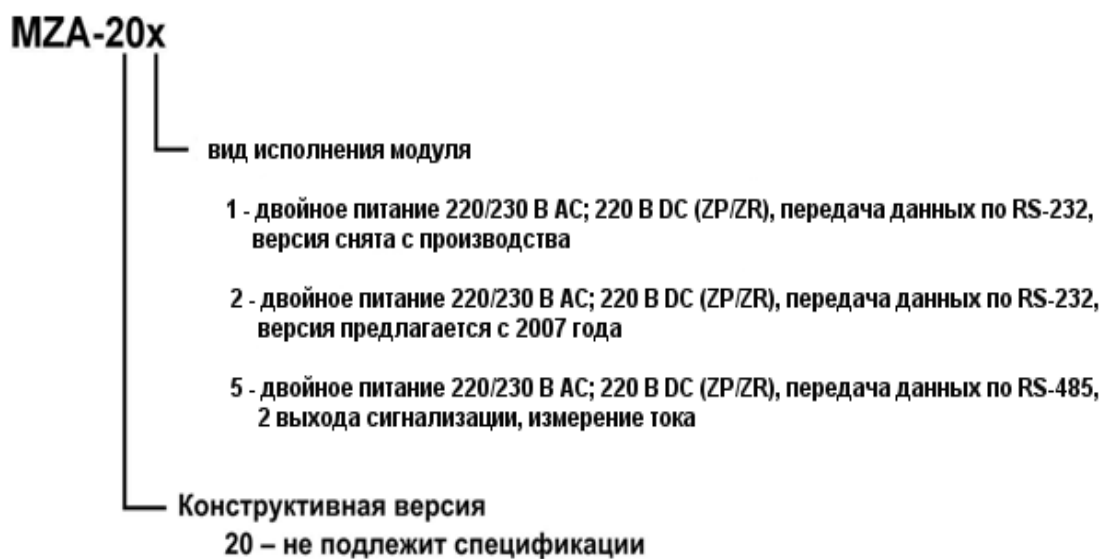 MZA-20x
вид исполнения модуля
1 - двойное питание 220/230 В AC; 220 В DC (ZP/ZR), передача данных по RS-232,
версия снята с производства
2 - двойное питание 220/230 В AC; 220 В DC (ZP/ZR), передача данных по RS-232,
версия предлагается с 2007 года
5 - двойное питание 220/230 В AC; 220 В DC (ZP/ZR), передача данных по RS-485,
2 выхода сигнализации, измерение тока
Конструктивная версия
20 – не подлежит спецификации